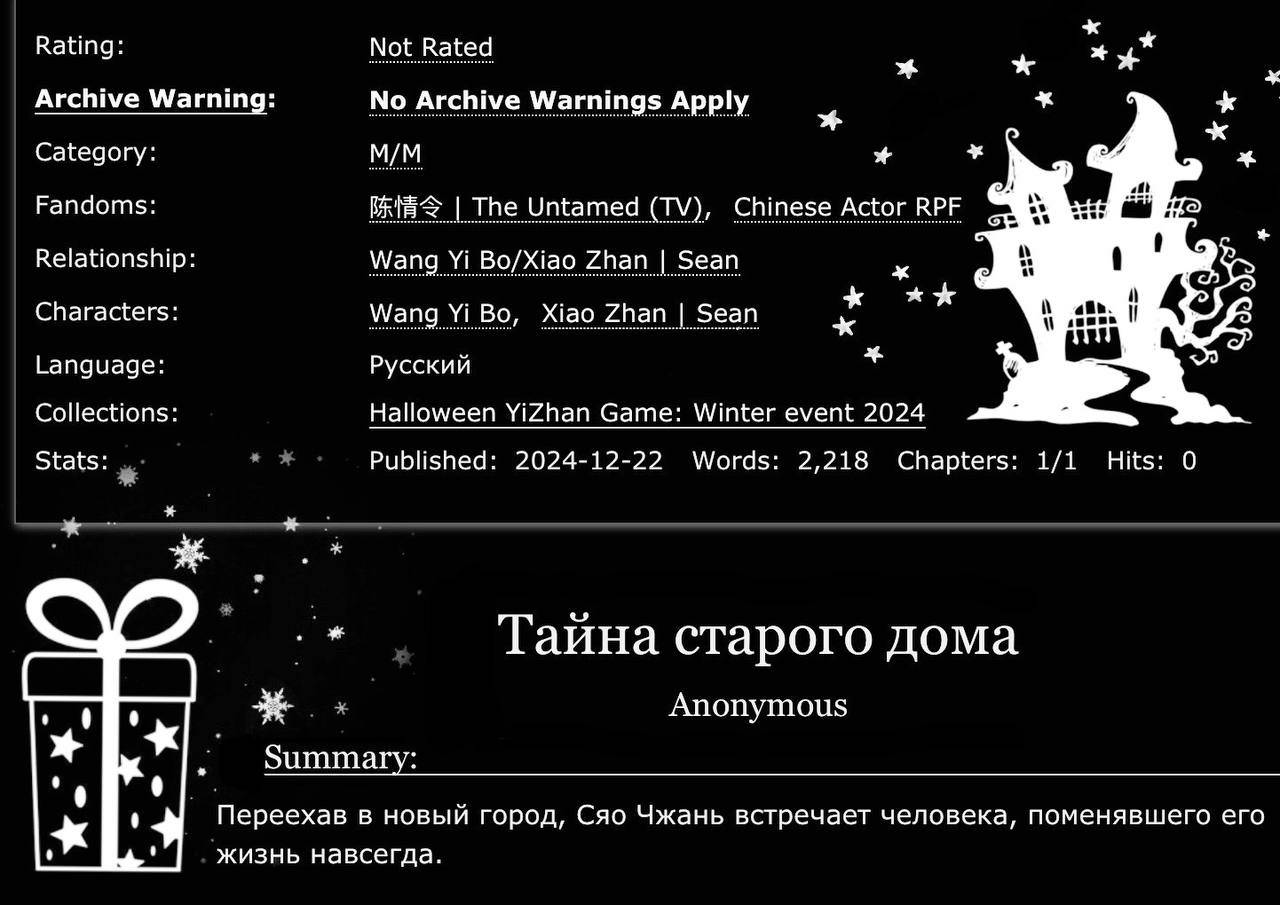 Rating: Not Rated
Archive Warning: No Archive Warnings Apply
Category: M/M
Fandoms: 陈情令 | The Untamed (TV), Chinese Actor RPF
Relationship: Wang Yi Bo/Xiao Zhan | Sean
Characters: Wang Yi Bo, Xiao Zhan | Sean
Language: Русский
Collections: Halloween YiZhan Game: Winter event 2024
Stats: Published: 2024-12-22 Words: 2,218 Chapters: 1/1 Hits: 0
Тайна старого дома
Anonymous
Summary:
Переехав в новый город, Сяо Чжань встречает человека, поменявшего его
жизнь навсегда.